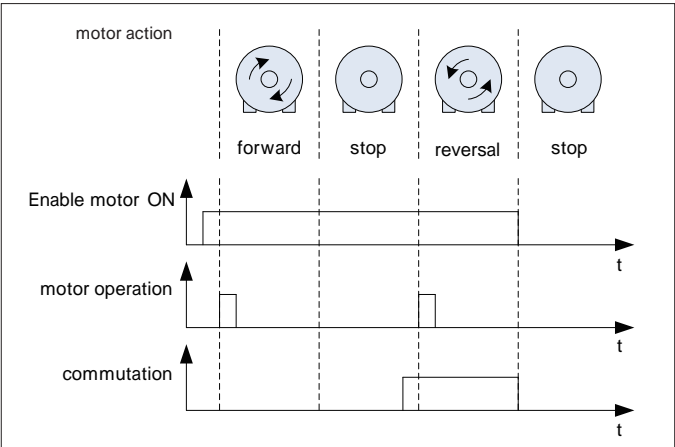 motor action
forward stop reversal stop
Enable motor ON
t
motor operation
t
commutation
t